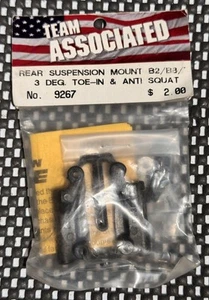 TEAM
ASSOCIATED
REAR SUSPENSION MOUNT B2/B3/
3 DEG. TOE-IN & ANTI SQUAT
No. 9267 $ 2.00